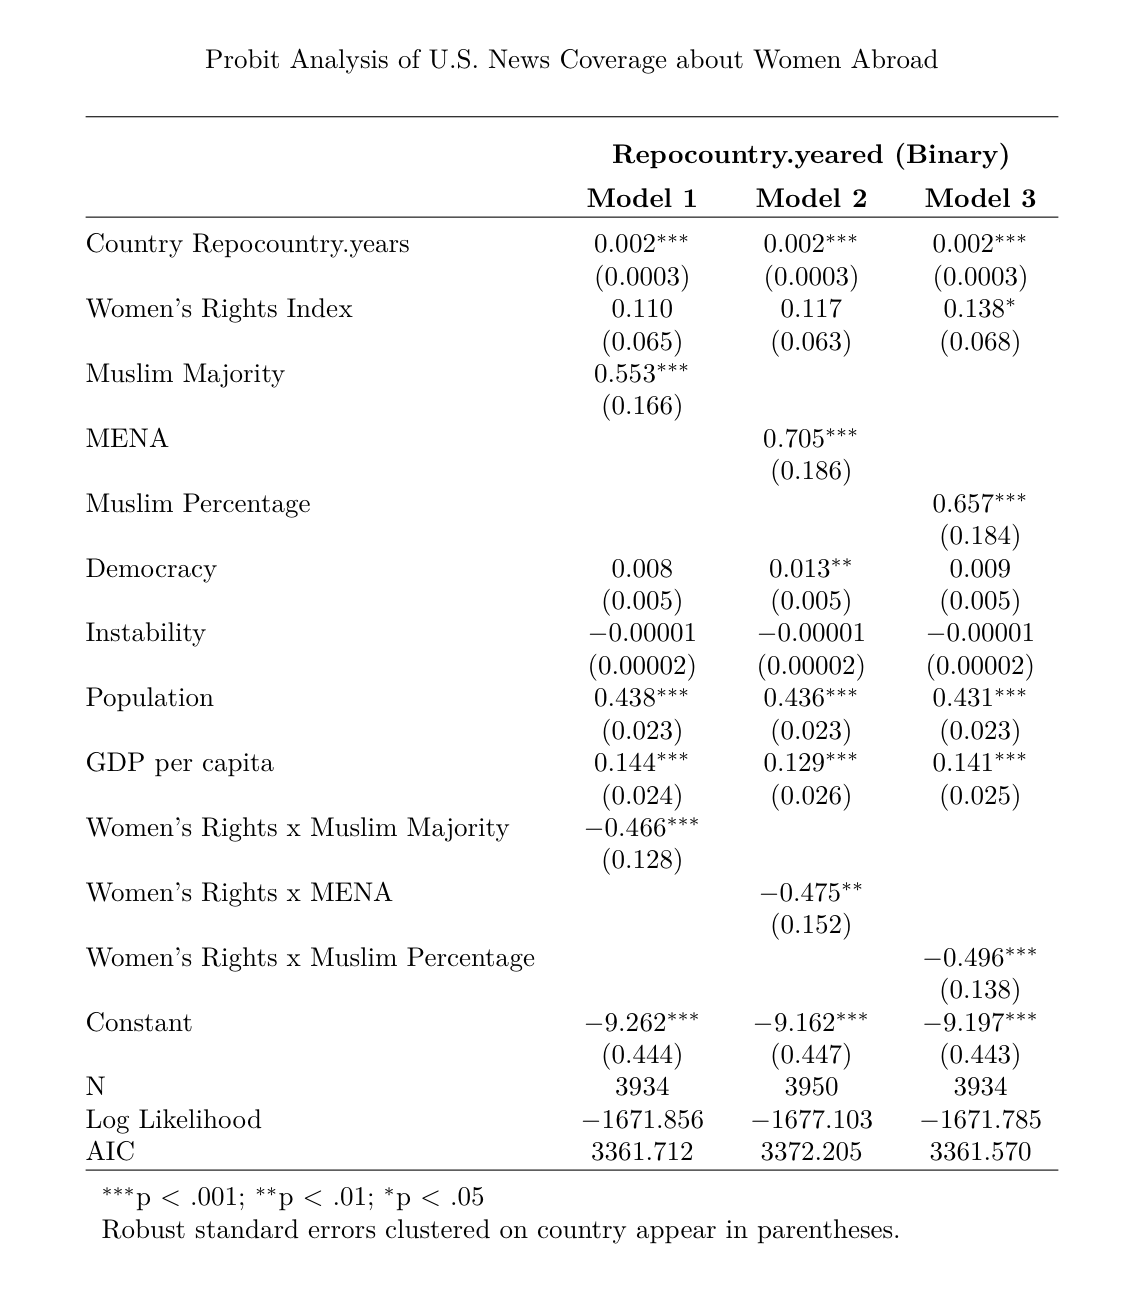 Probit Analysis of U.S. News Coverage about Women Abroad
Repocountry.yeared (Binary)
Model 1 Model 2 Model 3
Country Repocountry.years 0.002*** 0.002*** 0.002***
(0.0003) (0.0003) (0.0003)
Women's Rights Index 0.110 0.117 0.138*
(0.065) (0.063) (0.068)
Muslim Majority 0.553***
(0.166)
MENA 0.705***
(0.186)
Muslim Percentage 0.657***
(0.184)
Democracy 0.008 0.013** 0.009
(0.005) (0.005) (0.005)
Instability −0.00001 −0.00001 −0.00001
(0.00002) (0.00002) (0.00002)
Population 0.438*** 0.436*** 0.431***
(0.023) (0.023) (0.023)
GDP per capita 0.144*** 0.129*** 0.141***
(0.024) (0.026) (0.025)
Women's Rights x Muslim Majority −0.466***
(0.128)
Women's Rights x MENA −0.475**
(0.152)
Women's Rights x Muslim Percentage −0.496***
(0.138)
Constant −9.262*** −9.162*** −9.197***
(0.444) (0.447) (0.443)
N 3934 3950 3934
Log Likelihood −1671.856 −1677.103 −1671.785
AIC 3361.712 3372.205 3361.570
***p < .001; **p < .01; *p < .05
Robust standard errors clustered on country appear in parentheses.